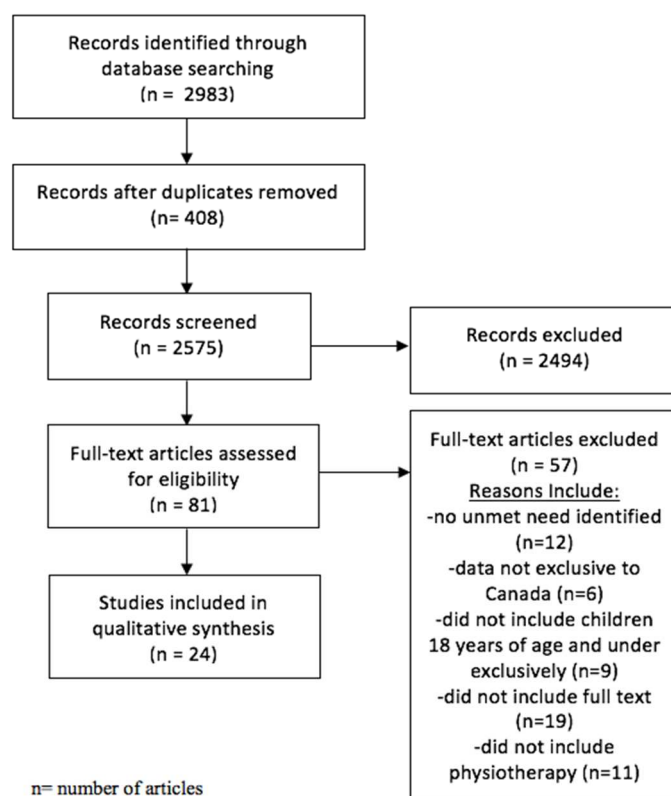 Records identified through
database searching
(n = 2983)
Records after duplicates removed
(n= 408)
Records screened
(n = 2575)
Records excluded
(n = 2494)
Full-text articles assessed
for eligibility
(n = 81)
Full-text articles excluded
(n = 57)
Reasons Include:
-no unmet need identified
(n=12)
-data not exclusive to
Canada (n=6)
-did not include children
18 years of age and under
exclusively (n=9)
-did not include full text
(n=19)
-did not include
physiotherapy (n=11)
Studies included in
qualitative synthesis
(n = 24)
n= number of articles